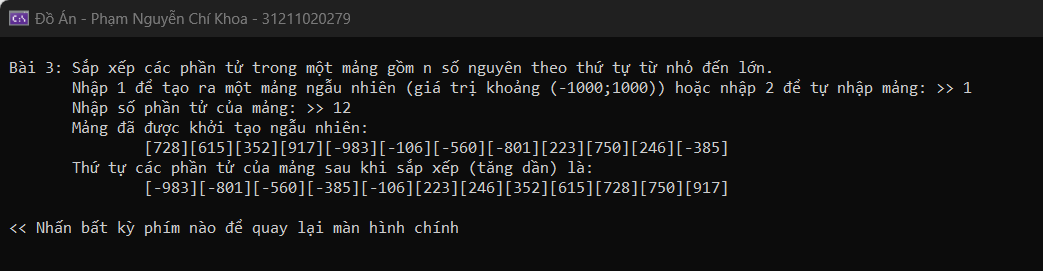 Đồ Án - Phạm Nguyễn Chí Khoa - 31211020279
Bài 3: Sắp xếp các phần tử trong một mảng gồm n số nguyên theo thứ tự từ nhỏ đến lớn.
Nhập 1 để tạo ra một mảng ngẫu nhiên (giá trị khoảng (-1000;1000)) hoặc nhập 2 để tự nhập mảng: >> 1
Nhập số phần tử của mảng: >> 12
Mảng đã được khởi tạo ngẫu nhiên:
[728][615][352][917][-983][-106][-560][-801][223][750][246][-385]
Thứ tự các phần tử của mảng sau khi sắp xếp (tăng dần) là:
[-983][-801][-560][-385][-106][223][246][352][615][728][750][917]
<< Nhấn bất kỳ phím nào để quay lại màn hình chính